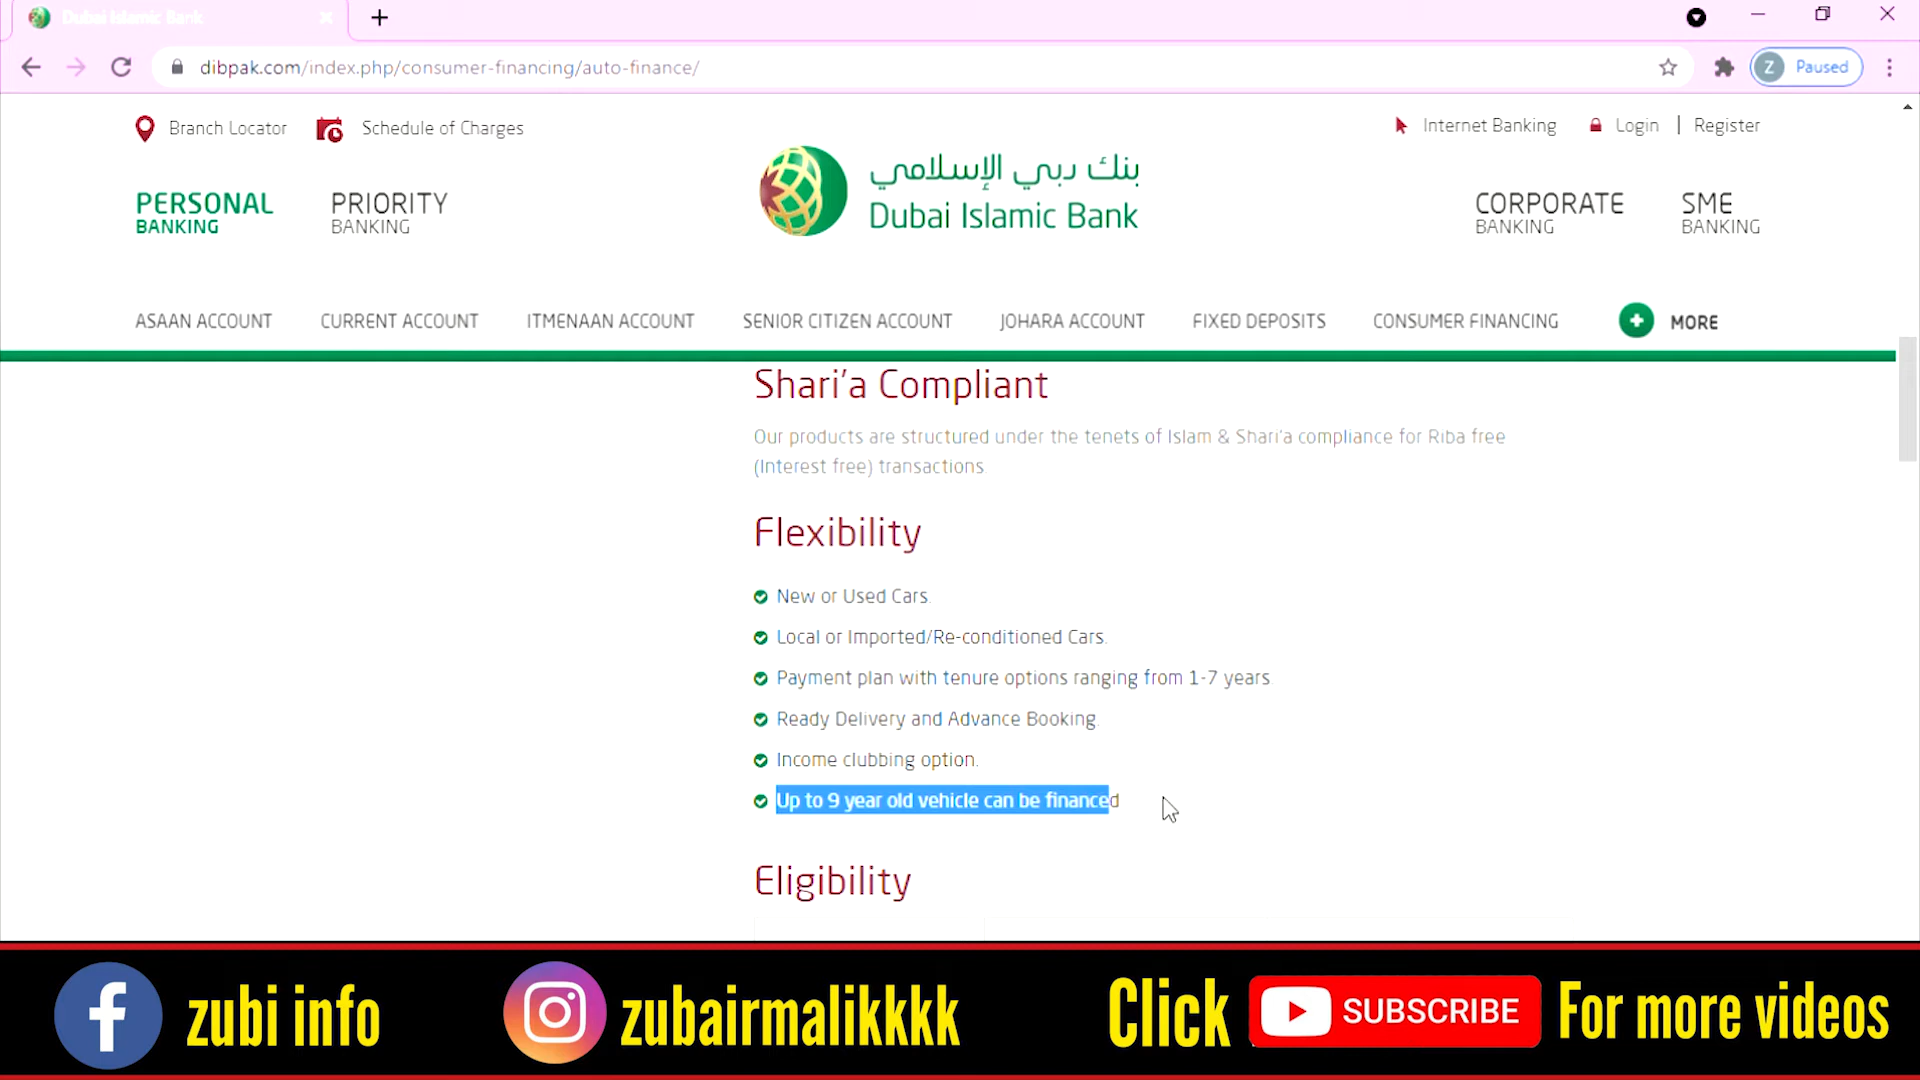 Dubai Islamic Bank
dibpak.com/index.php/consumer-financing/auto-finance/
Z Paused
Branch Locator
Schedule of Charges
Internet Banking
Login | Register
PERSONAL
BANKING
PRIORITY
BANKING
بنك دبي الإسلامي
Dubai Islamic Bank
CORPORATE
BANKING
SME
BANKING
ASAAN ACCOUNT
CURRENT ACCOUNT
ITMENAAN ACCOUNT
SENIOR CITIZEN ACCOUNT
JOHARA ACCOUNT
FIXED DEPOSITS
CONSUMER FINANCING
MORE
Shari'a Compliant
Our products are structured under the tenets of Islam & Shari'a compliance for Riba free
(Interest free) transactions.
Flexibility
New or Used Cars.
Local or Imported/Re-conditioned Cars.
Payment plan with tenure options ranging from 1-7 years.
Ready Delivery and Advance Booking.
Income clubbing option.
Up to 9 year old vehicle can be financed
Eligibility
zubi info
zubairmalikkkk
Click SUBSCRIBE For more videos